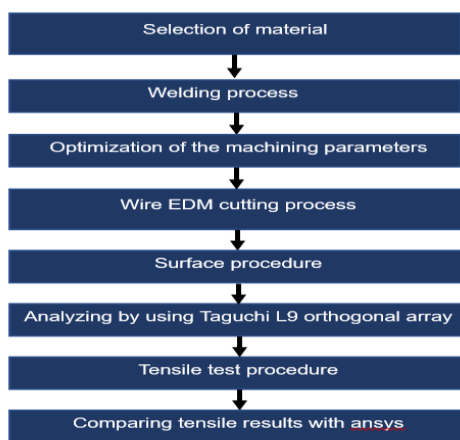 Selection of material
Welding process
Optimization of the machining parameters
Wire EDM cutting process
Surface procedure
Analyzing by using Taguchi L9 orthogonal array
Tensile test procedure
Comparing tensile results with ansys